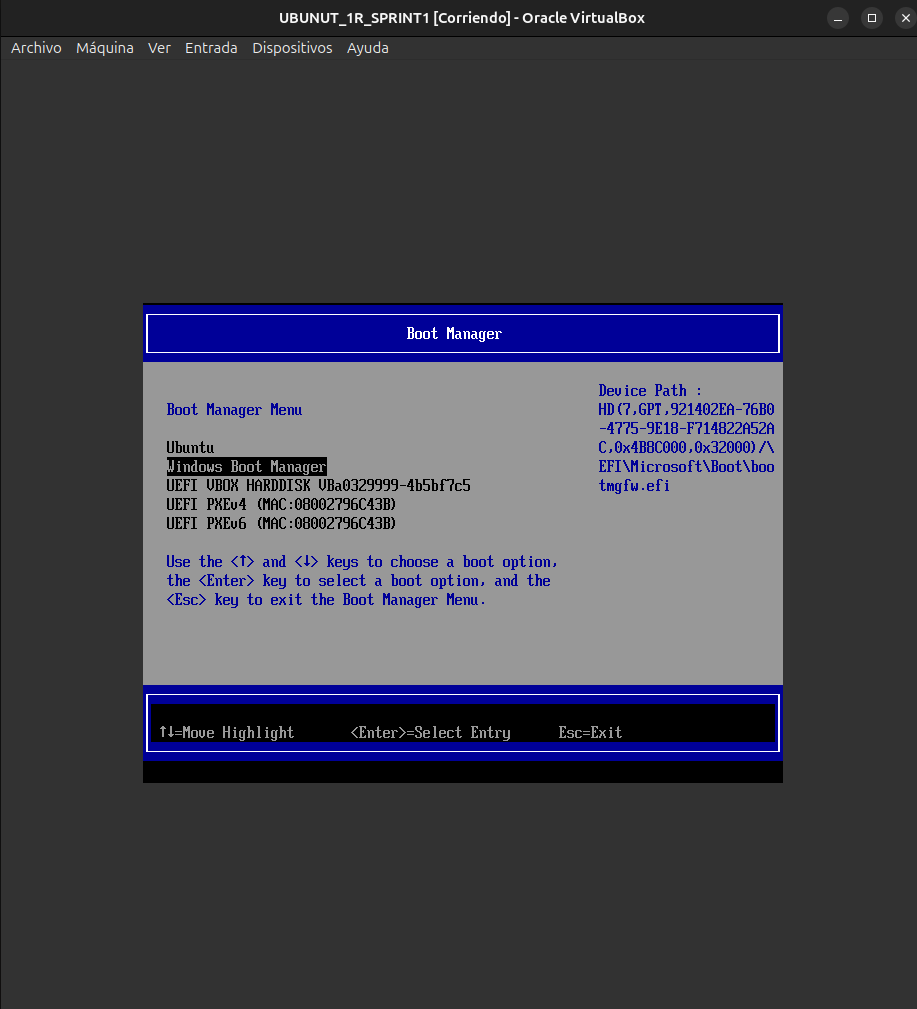 UBUNUT_1R_SPRINT1 [Corriendo] - Oracle VirtualBox
Archivo Máquina Ver Entrada Dispositivos Ayuda
Boot Manager
Device Path :
Boot Manager Menu
HD(7,GPT,921402EA-76B0
-4775-9E18-F714822A52A
Ubuntu
C,0x4B8C000,0x32000)/\
Windows Boot Manager
EFI\Microsoft\Boot\boo
UEFI VBOX HARDDISK VBa0329999-4b5bf7c5
tmgfw.efi
UEFI PXEv4 (MAC:08002796C43B)
UEFI PXEv6 (MAC:08002796C43B)
Use the <↑> and <↓> keys to choose a boot option,
the <Enter> key to select a boot option, and the
<Esc> key to exit the Boot Manager Menu.
↑↓=Move Highlight <Enter>=Select Entry Esc=Exit